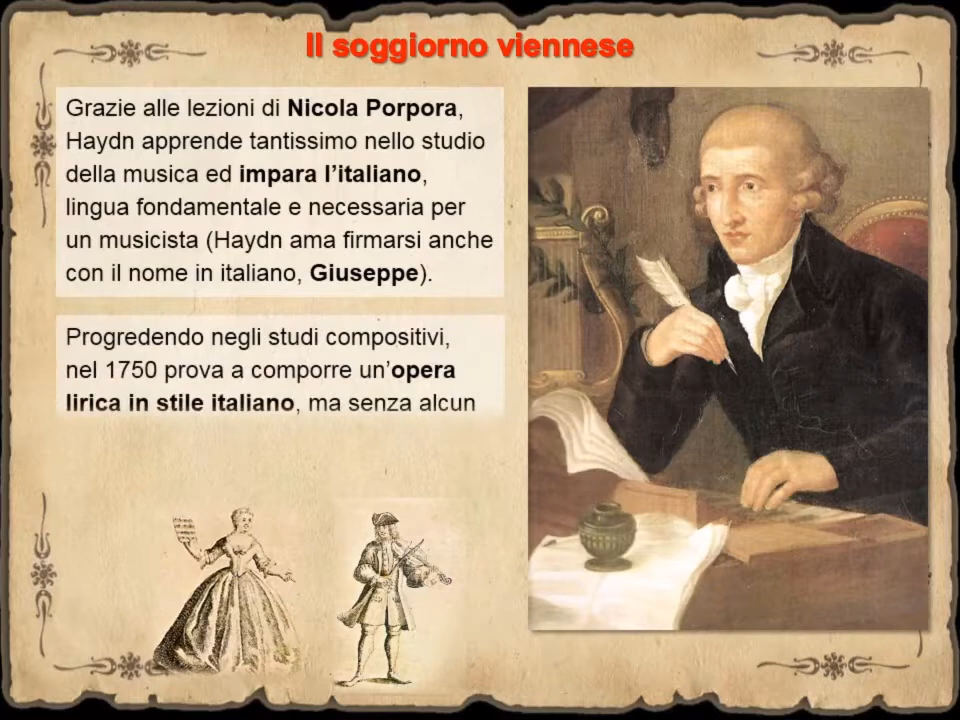 Il soggiorno viennese
Grazie alle lezioni di Nicola Porpora,
Haydn apprende tantissimo nello studio
della musica ed impara l’italiano,
lingua fondamentale e necessaria per
un musicista (Haydn ama firmarsi anche
con il nome in italiano, Giuseppe).
Progredendo negli studi compositivi,
nel 1750 prova a comporre un’opera
lirica in stile italiano, ma senza alcun